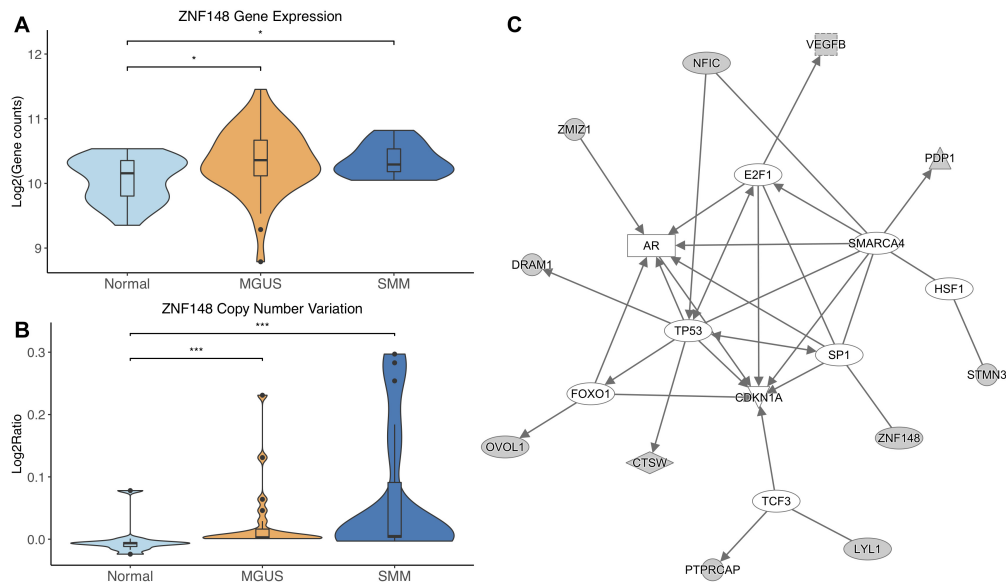 A
ZNF148 Gene Expression
*
*
Log2(Gene counts)
12
11
10
9
Normal
MGUS
SMM
B
ZNF148 Copy Number Variation
***
***
Log2Ratio
0.3
0.2
0.1
0.0
Normal
MGUS
SMM
C
VEGFB
NFIC
ZMIZ1
PDP1
E2F1
AR
SMARCA4
DRAM1
HSF1
TP53
SP1
STMN3
FOXO1
CDKN1A
OVOL1
CTSW
ZNF148
TCF3
LYL1
PTPRCAP